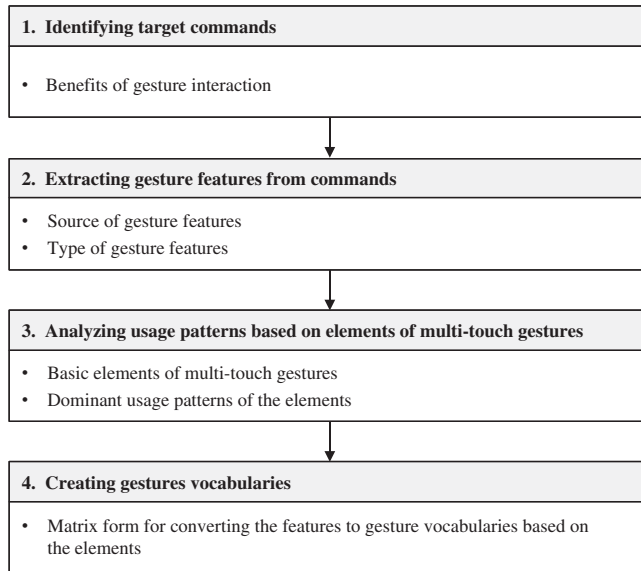 1. Identifying target commands
• Benefits of gesture interaction
2. Extracting gesture features from commands
• Source of gesture features
• Type of gesture features
3. Analyzing usage patterns based on elements of multi-touch gestures
• Basic elements of multi-touch gestures
• Dominant usage patterns of the elements
4. Creating gestures vocabularies
• Matrix form for converting the features to gesture vocabularies based on
the elements